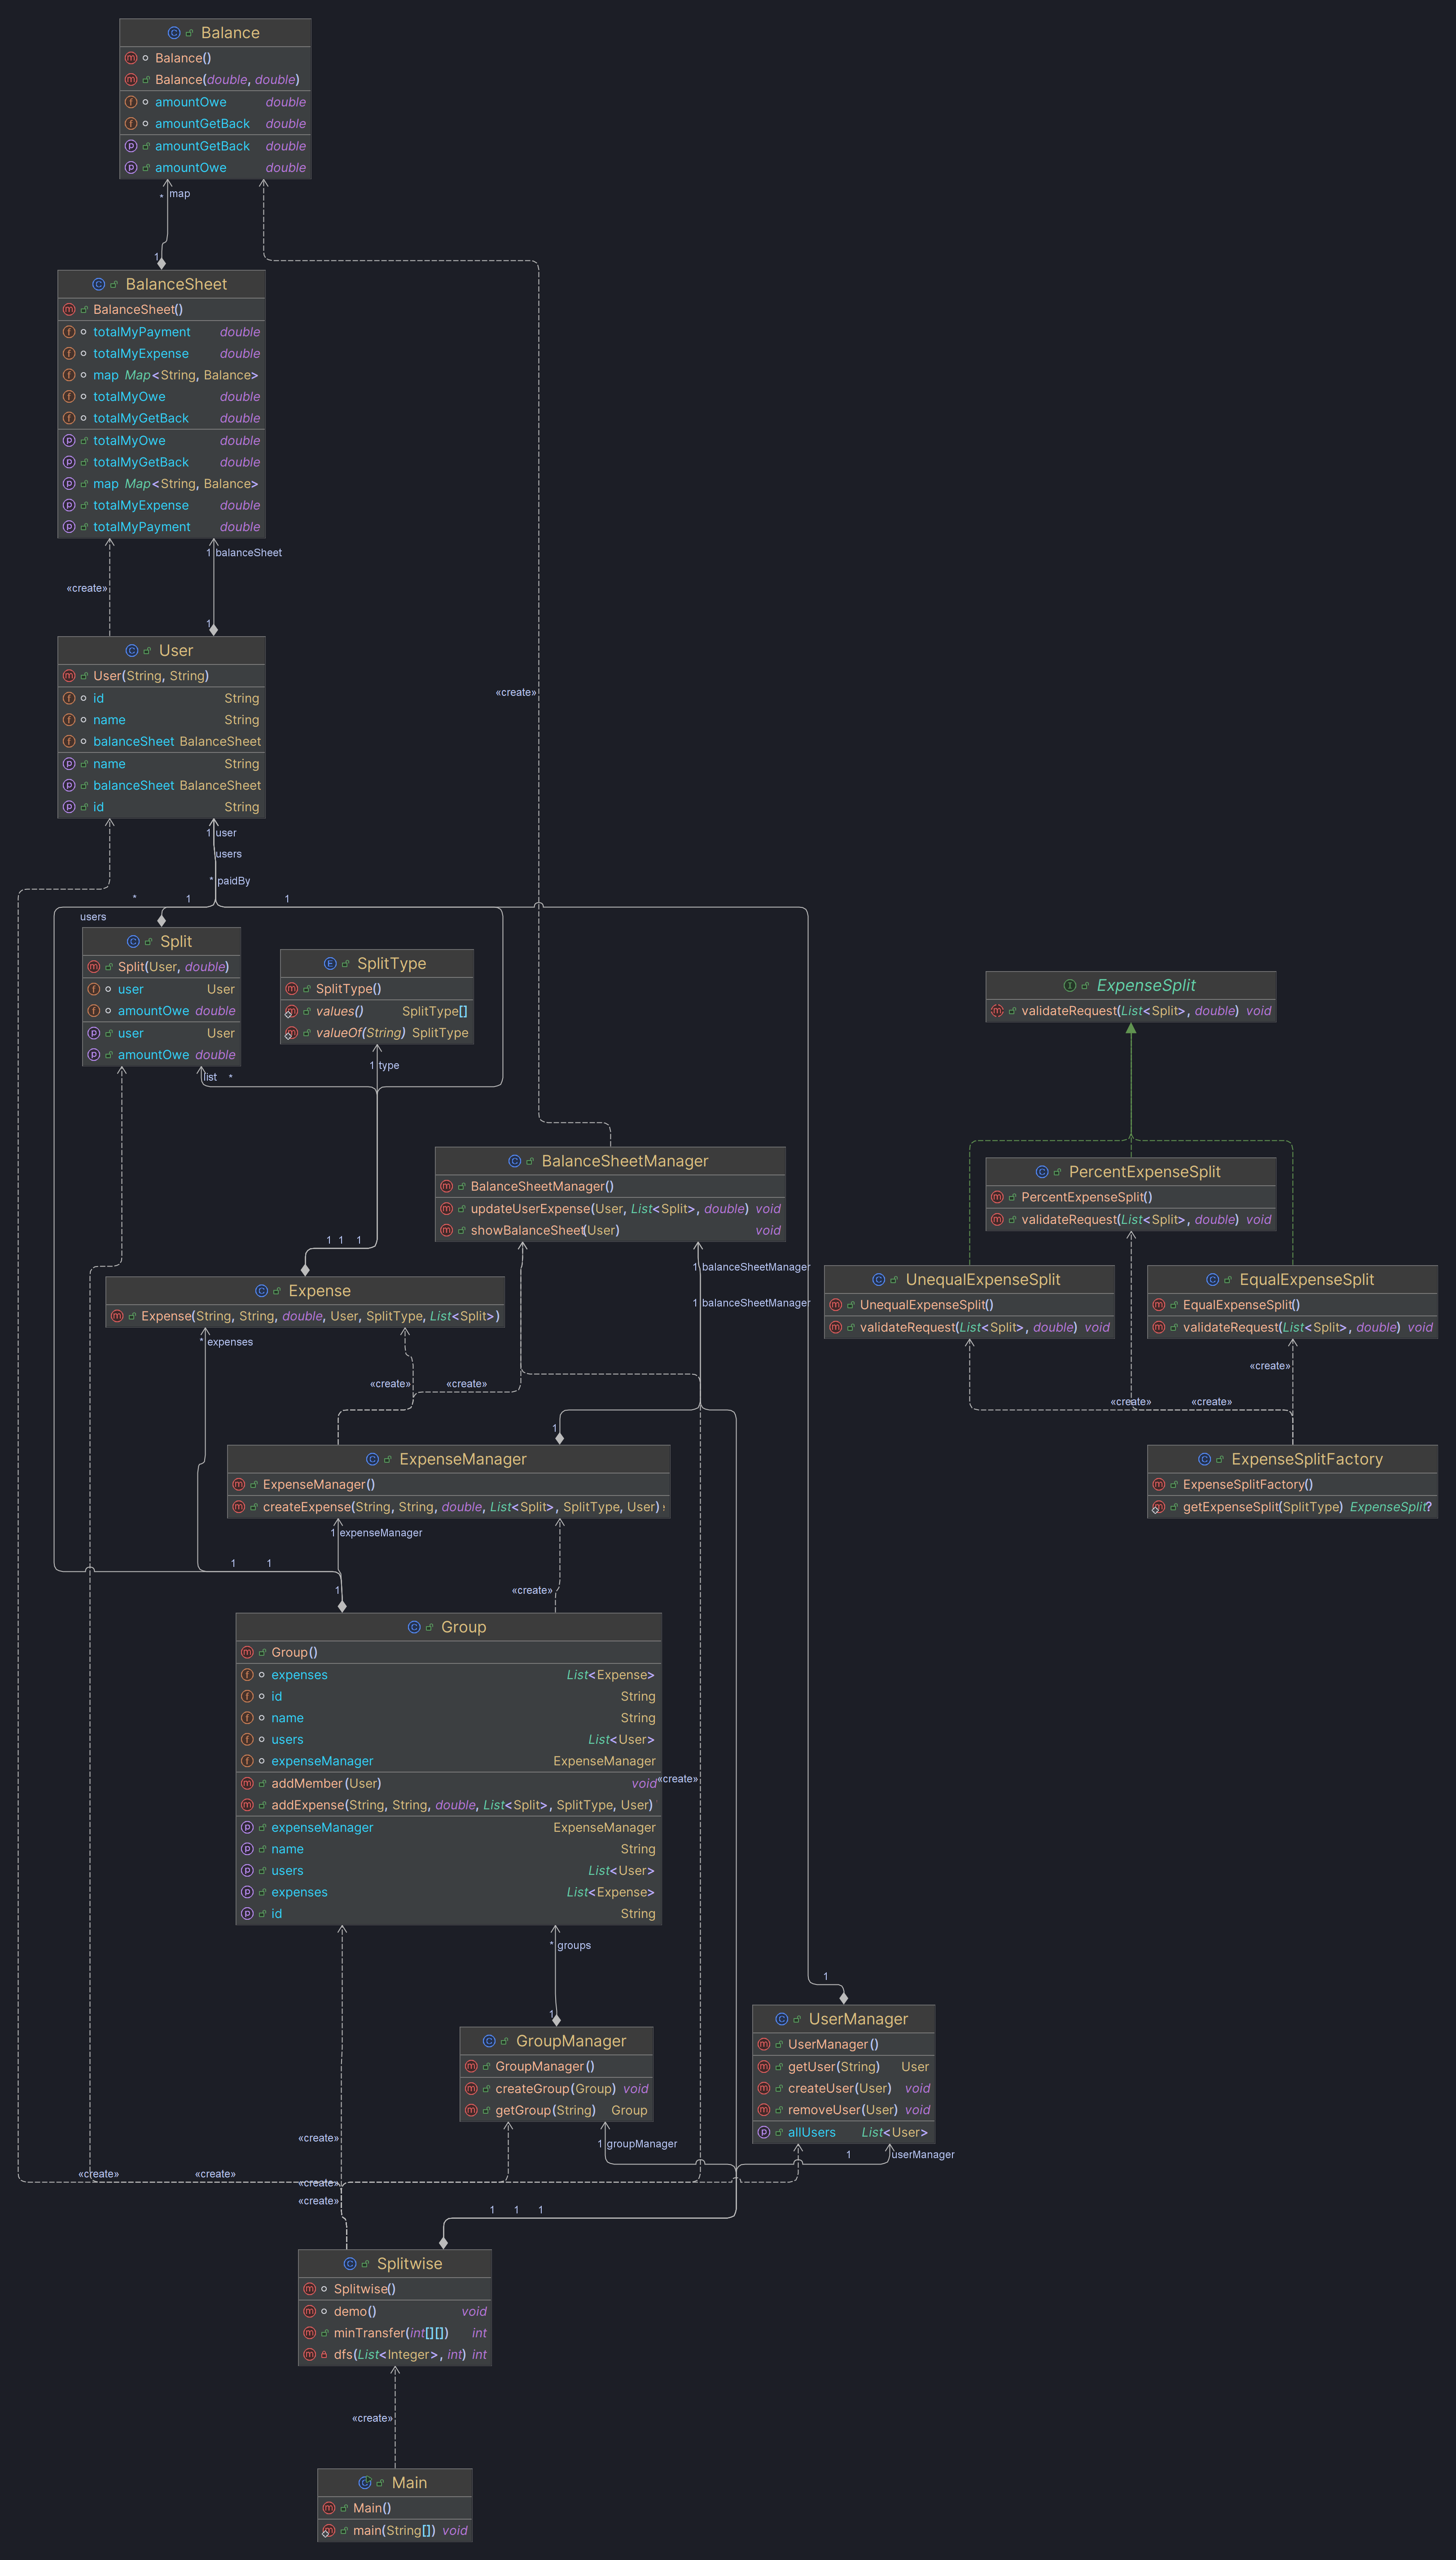 Balance
Balance()
Balance(double, double)
amountOwe double
amountGetBack double
amountGetBack double
amountOwe double
* map
1
BalanceSheet
BalanceSheet()
totalMyPayment double
totalMyExpense double
map Map<String, Balance>
totalMyOwe double
totalMyGetBack double
totalMyOwe double
totalMyGetBack double
map Map<String, Balance>
totalMyExpense double
totalMyPayment double
1 balanceSheet
«create»
1
User
User(String, String)
id String
name String
balanceSheet BalanceSheet
name String
balanceSheet BalanceSheet
id String
«create»
1 user
users
* paidBy
* 1 1
users
Split
Split(User, double)
user User
amountOwe double
user User
amountOwe double
list *
SplitType
SplitType()
values() SplitType[]
valueOf(String) SplitType
1 type
ExpenseSplit
validateRequest(List<Split>, double) void
BalanceSheetManager
BalanceSheetManager()
updateUserExpense(User, List<Split>, double) void
showBalanceSheet(User) void
PercentExpenseSplit
PercentExpenseSplit()
validateRequest(List<Split>, double) void
1 1 1
1 balanceSheetManager
1 balanceSheetManager
UnequalExpenseSplit
UnequalExpenseSplit()
validateRequest(List<Split>, double) void
EqualExpenseSplit
EqualExpenseSplit()
validateRequest(List<Split>, double) void
Expense
Expense(String, String, double, User, SplitType, List<Split>)
* expenses
«create» «create»
«create»
«create» «create»
1
ExpenseManager
ExpenseManager()
createExpense(String, String, double, List<Split>, SplitType, User)
ExpenseSplitFactory
ExpenseSplitFactory()
getExpenseSplit(SplitType) ExpenseSplit?
1 expenseManager
1 1
«create»
1
Group
Group()
expenses List<Expense>
id String
name String
users List<User>
expenseManager ExpenseManager
addMember(User) void
«create»
addExpense(String, String, double, List<Split>, SplitType, User)
expenseManager ExpenseManager
name String
users List<User>
expenses List<Expense>
id String
* groups
1
1
GroupManager
GroupManager()
createGroup(Group) void
getGroup(String) Group
UserManager
UserManager()
getUser(String) User
createUser(User) void
removeUser(User) void
allUsers List<User>
«create»
1 groupManager
1 userManager
«create» «create»
«create»
«create»
1 1 1
Splitwise
Splitwise()
demo() void
minTransfer(int[][]) int
dfs(List<Integer>, int) int
«create»
Main
Main()
main(String[]) void